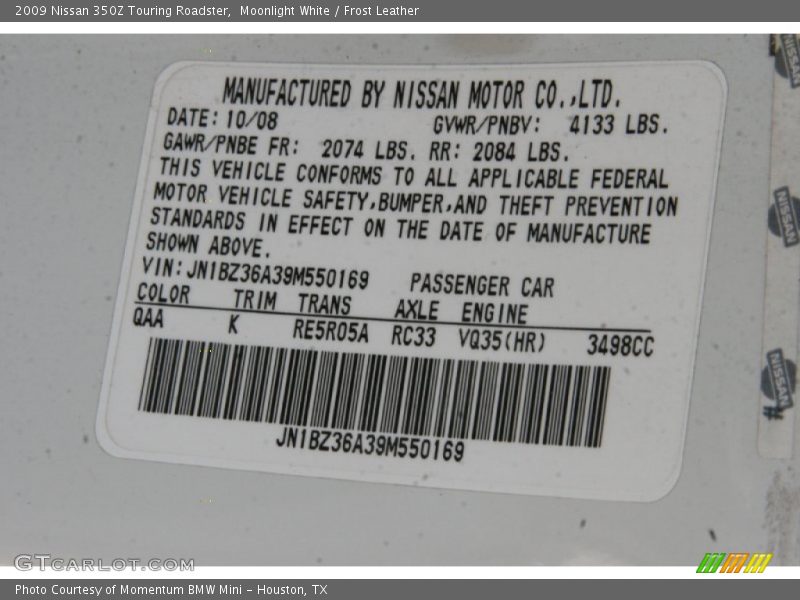 2009 Nissan 350Z Touring Roadster,  Moonlight White / Frost Leather
MANUFACTURED BY NISSAN MOTOR CO.,LTD.
DATE: 10/08 GVWR/PNBV: 4133 LBS.
GAWR/PNBE FR: 2074 LBS. RR: 2084 LBS.
THIS VEHICLE CONFORMS TO ALL APPLICABLE FEDERAL
MOTOR VEHICLE SAFETY,BUMPER,AND THEFT PREVENTION
STANDARDS IN EFFECT ON THE DATE OF MANUFACTURE
SHOWN ABOVE.
VIN: JN1BZ36A39M550169 PASSENGER CAR
COLOR TRIM TRANS AXLE ENGINE
QAA K RE5R05A RC33 VQ35(HR) 3498CC
JN1BZ36A39M550169
NISSAN
NISSAN
NISSAN
GTCARLOT.COM
Photo Courtesy of Momentum BMW Mini - Houston, TX